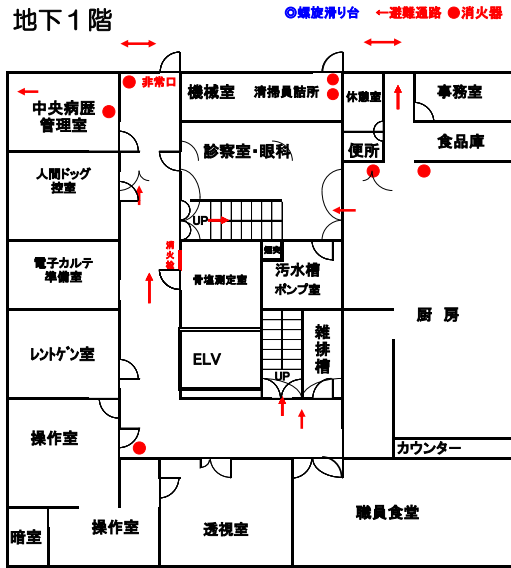 地下1階
◎螺旋滑り台 ←避難通路 ●消火器
非常口
機械室
清掃員詰所
休憩室
事務室
中央病歴
管理室
診察室・眼科
便所
食品庫
人間ドッグ
控室
UP
消火栓
電子カルテ
準備室
骨塩測定室
汚水槽
ポンプ室
厨 房
レントゲン室
ELV
雑排槽
UP
操作室
カウンター
暗室
操作室
透視室
職員食堂